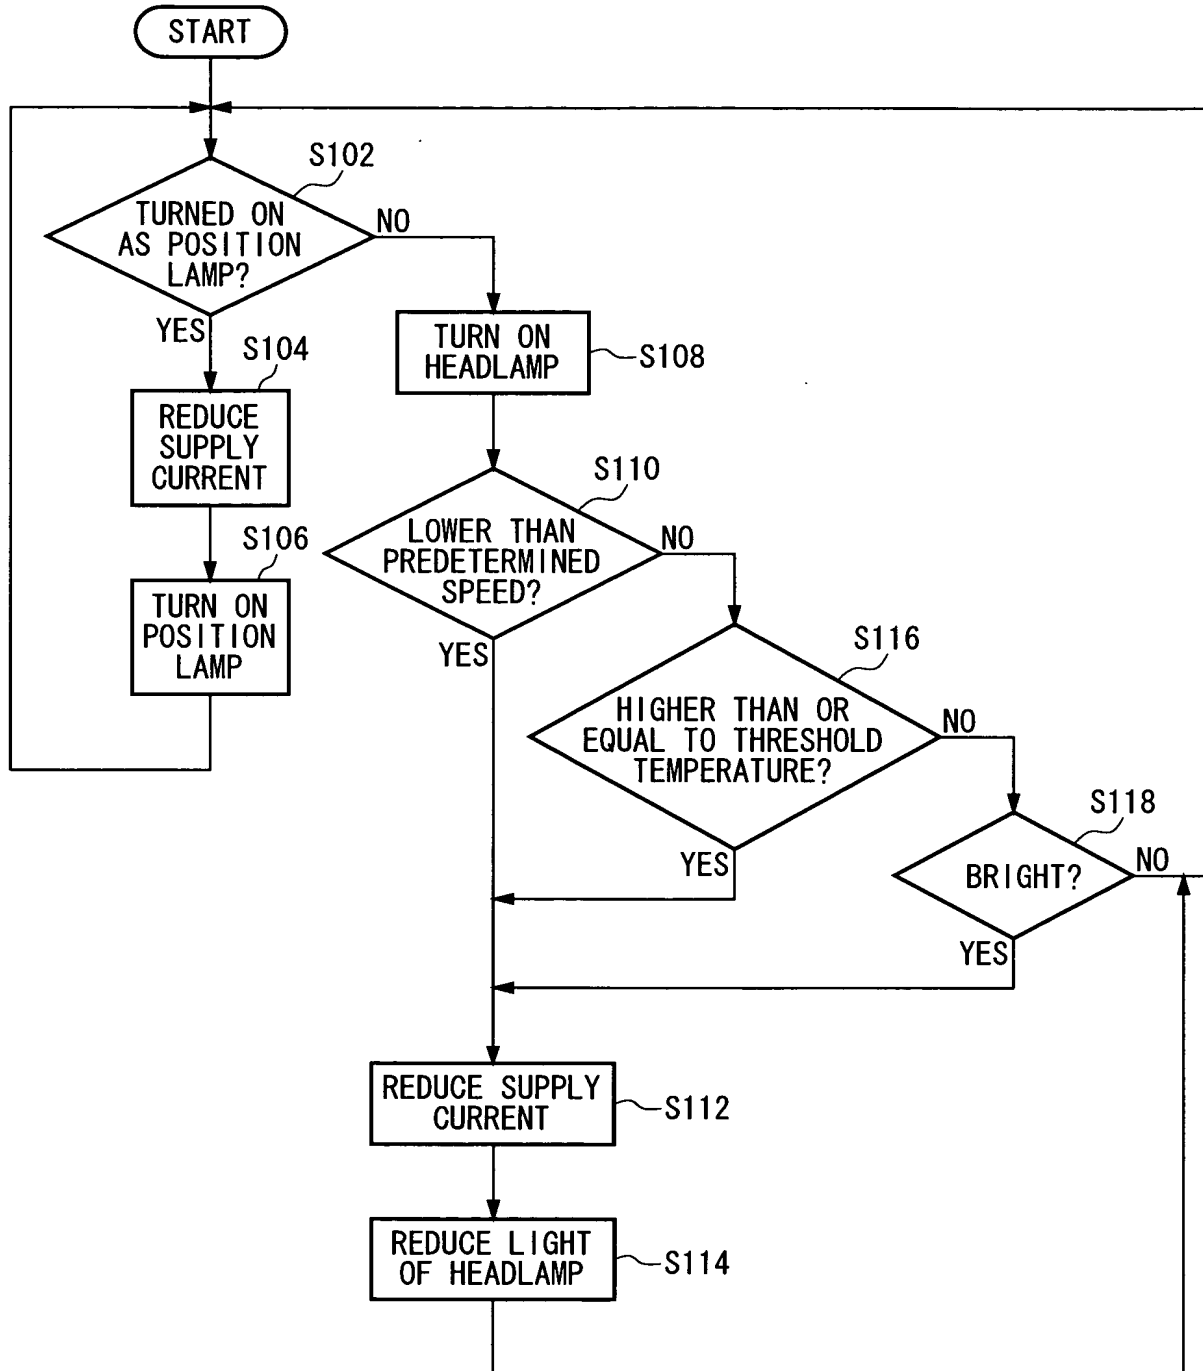 START
S102
TURNED ON
AS POSITION
LAMP?
NO
YES
S104
REDUCE
SUPPLY
CURRENT
S106
TURN ON
POSITION
LAMP
TURN ON
HEADLAMP
S108
S110
LOWER THAN
PREDETERMINED
SPEED?
NO
YES
S116
HIGHER THAN OR
EQUAL TO THRESHOLD
TEMPERATURE?
NO
YES
S118
BRIGHT?
NO
YES
REDUCE SUPPLY
CURRENT
S112
REDUCE LIGHT
OF HEADLAMP
S114